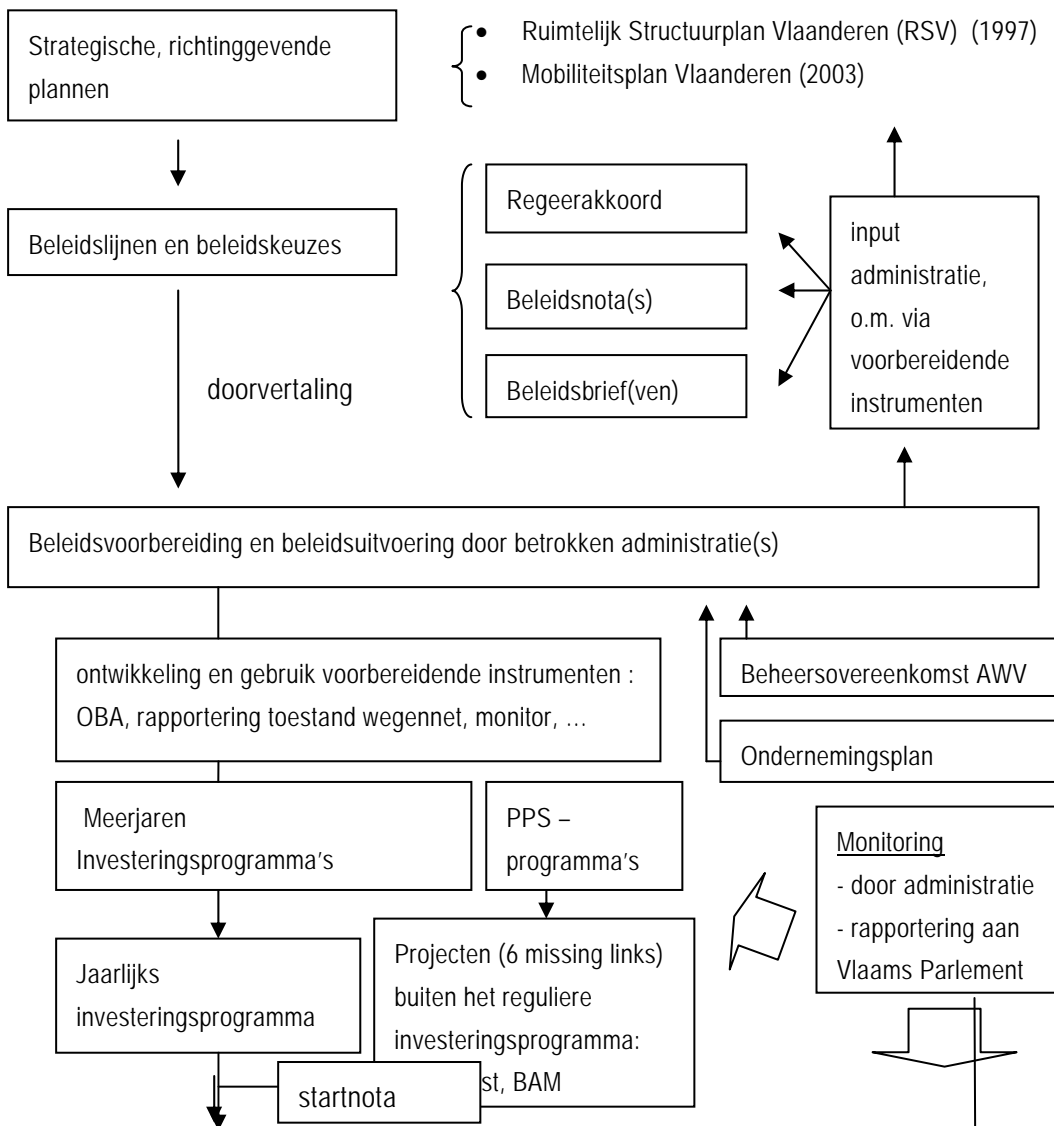 Strategische, richtinggevende
plannen
• Ruimtelijk Structuurplan Vlaanderen (RSV) (1997)
• Mobiliteitsplan Vlaanderen (2003)
Beleidslijnen en beleidskeuzes
Regeerakkoord
Beleidsnota(s)
Beleidsbrief(ven)
input
administratie,
o.m. via
voorbereidende
instrumenten
doorvertaling
Beleidsvoorbereiding en beleidsuitvoering door betrokken administratie(s)
ontwikkeling en gebruik voorbereidende instrumenten :
OBA, rapportering toestand wegennet, monitor, …
Beheersovereenkomst AWV
Ondernemingsplan
Meerjaren
Investeringsprogramma's
PPS –
programma's
Monitoring
- door administratie
- rapportering aan
Vlaams Parlement
Jaarlijks
investeringsprogramma
Projecten (6 missing links)
buiten het reguliere
investeringsprogramma:
st, BAM
startnota